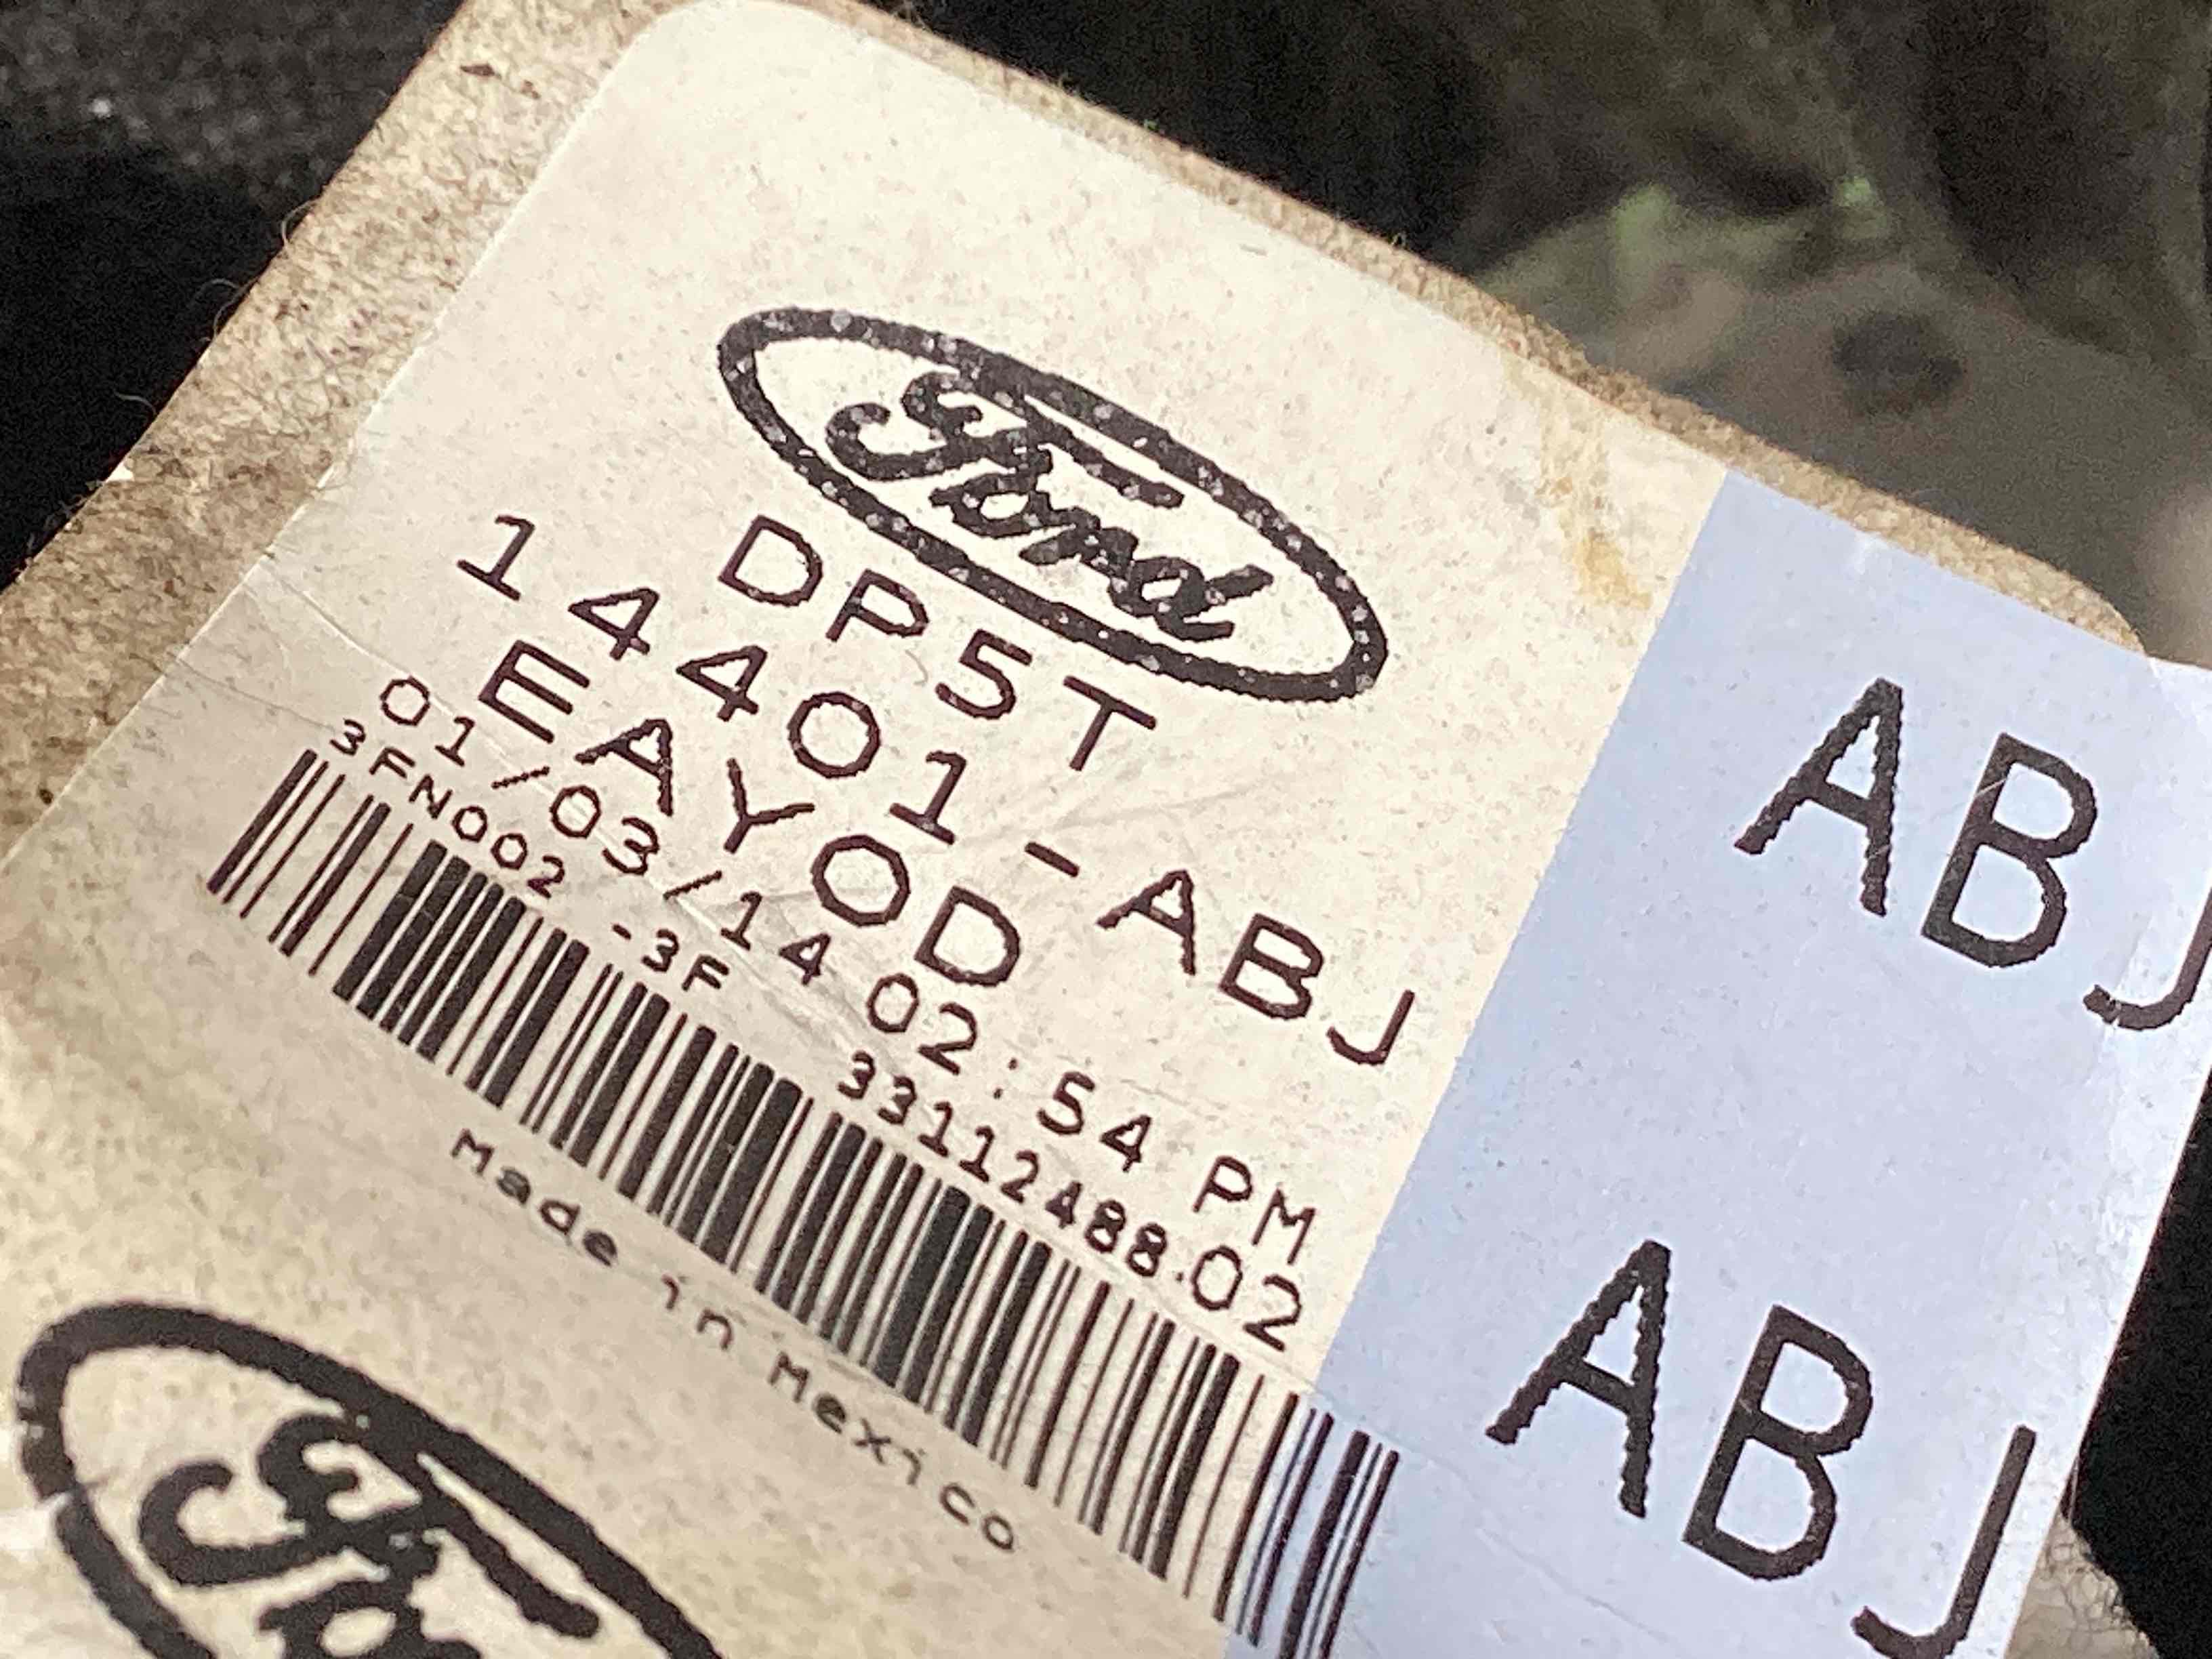 Ford
DP5T
14401-ABJ
EAYOD
01/03/14 02:54 PM
3FN002 -3F 331112488.02
Made in Mexico
ABJ
ABJ
Ford